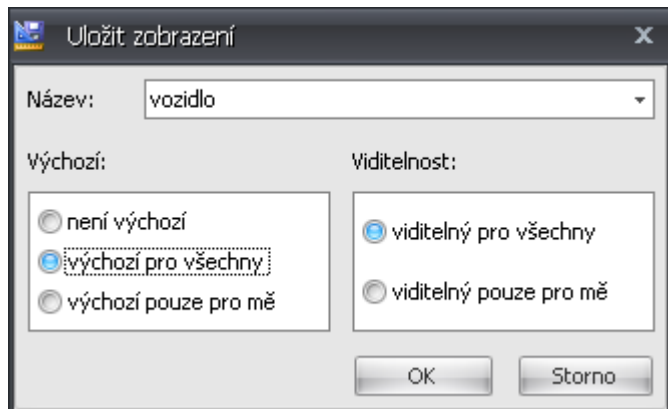 Uložit zobrazení
Název: vozidlo
Výchozí: Viditelnost:
není výchozí
výchozí pro všechny
výchozí pouze pro mě
viditelný pro všechny
viditelný pouze pro mě
OK Storno